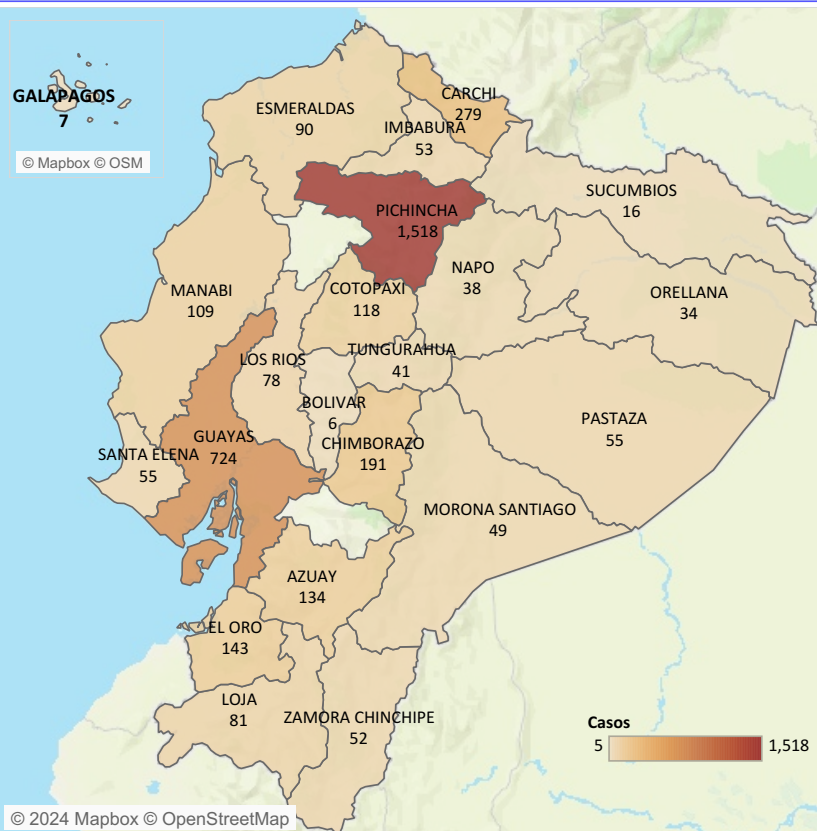 GALAPAGOS
7
© Mapbox © OSM
ESMERALDAS
90
CARCHI
279
IMBABURA
53
SUCUMBIOS
16
PICHINCHA
1,518
NAPO
38
ORELLANA
34
MANABI
109
COTOPAXI
118
TUNGURAHUA
41
LOS RIOS
78
BOLIVAR
6
PASTAZA
55
GUAYAS
724
CHIMBORAZO
191
SANTA ELENA
55
MORONA SANTIAGO
49
AZUAY
134
EL ORO
143
LOJA
81
ZAMORA CHINCHIPE
52
Casos
5 1,518
© 2024 Mapbox © OpenStreetMap